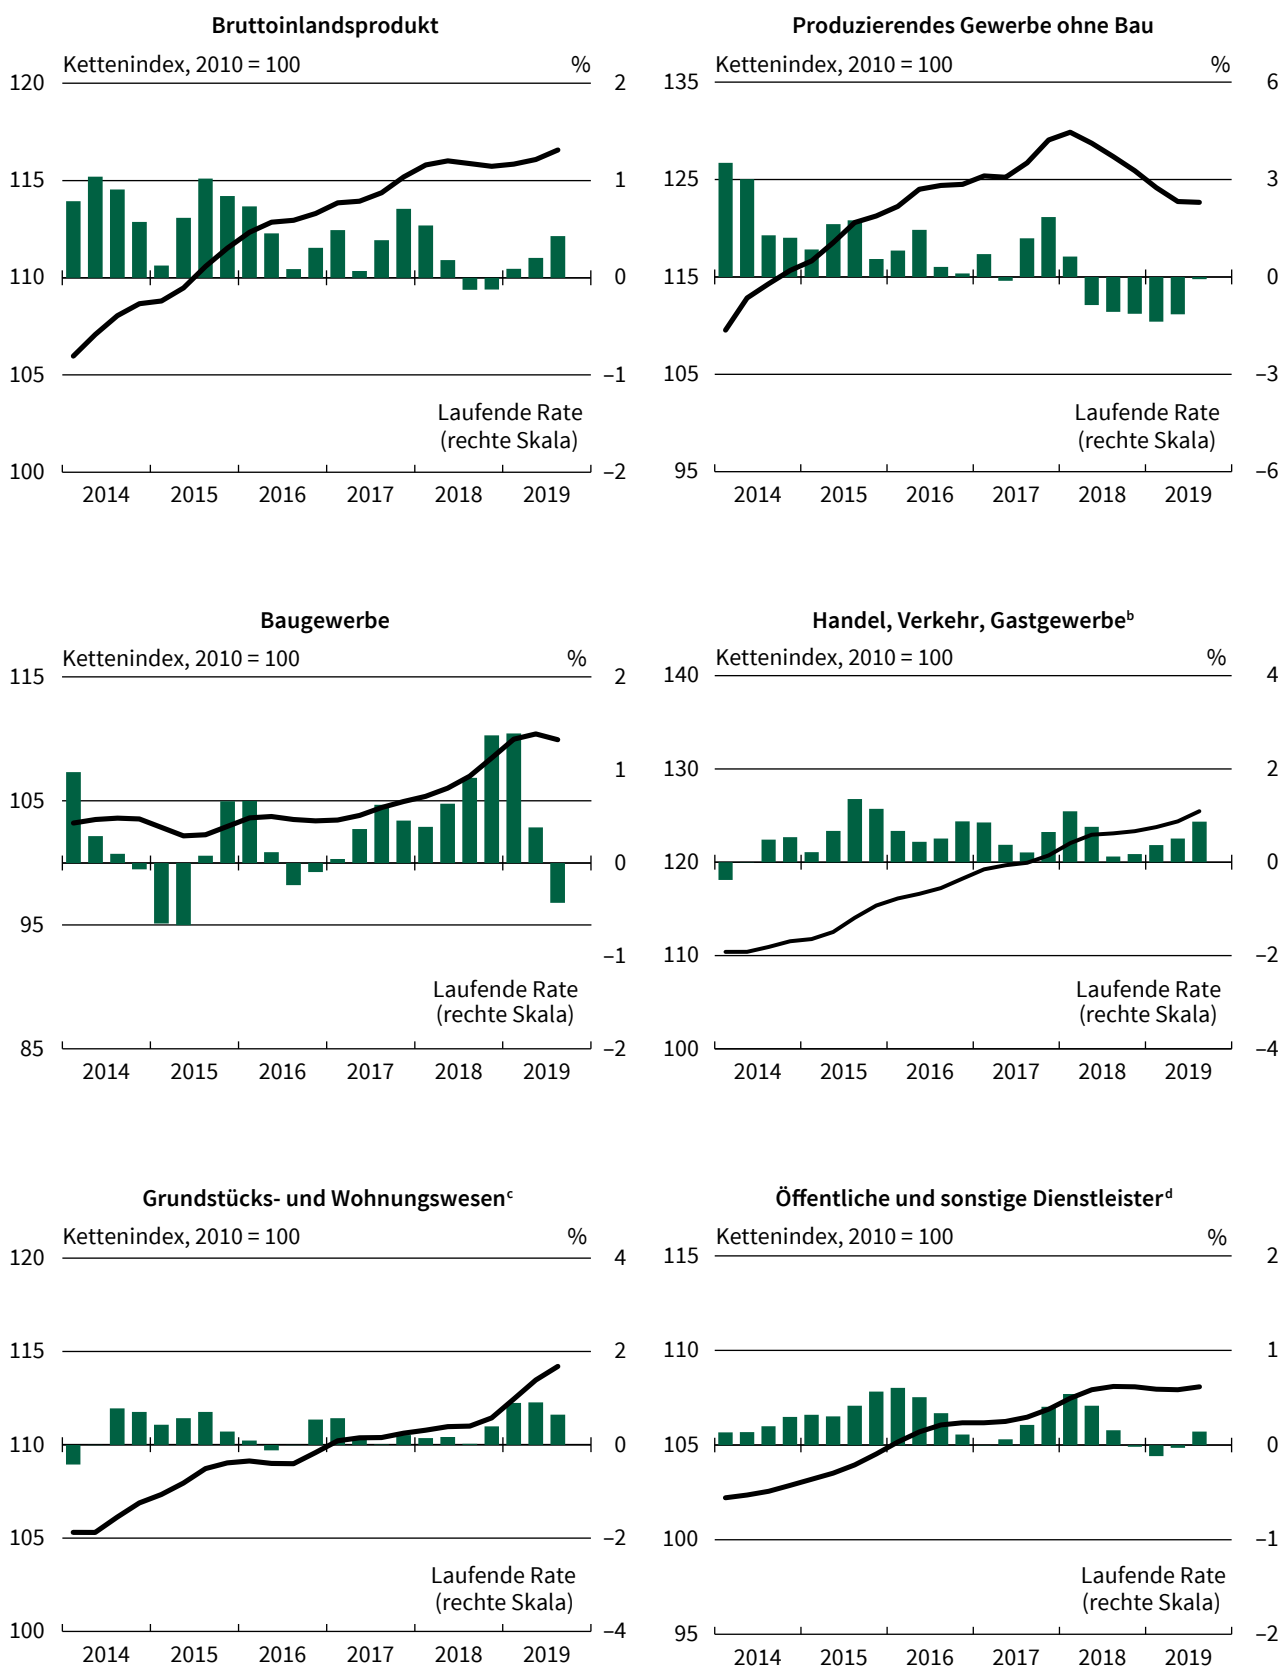 Bruttoinlandsprodukt
Kettenindex, 2010 = 100 %
120 2
115 1
110 0
105 –1
Laufende Rate
(rechte Skala)
100 –2
2014 2015 2016 2017 2018 2019
Produzierendes Gewerbe ohne Bau
Kettenindex, 2010 = 100 %
135 6
125 3
115 0
105 –3
Laufende Rate
(rechte Skala)
95 –6
2014 2015 2016 2017 2018 2019
Baugewerbe
Kettenindex, 2010 = 100 %
115 2
1
105
0
95
–1
Laufende Rate
(rechte Skala)
85 –2
2014 2015 2016 2017 2018 2019
Handel, Verkehr, Gastgewerbeᵇ
Kettenindex, 2010 = 100 %
140 4
130 2
120 0
110 –2
Laufende Rate
(rechte Skala)
100 –4
2014 2015 2016 2017 2018 2019
Grundstücks- und Wohnungswesenᶜ
Kettenindex, 2010 = 100 %
120 4
115 2
110 0
105 –2
Laufende Rate
(rechte Skala)
100 –4
2014 2015 2016 2017 2018 2019
Öffentliche und sonstige Dienstleisterᵈ
Kettenindex, 2010 = 100 %
115 2
110 1
105 0
100 –1
Laufende Rate
(rechte Skala)
95 –2
2014 2015 2016 2017 2018 2019